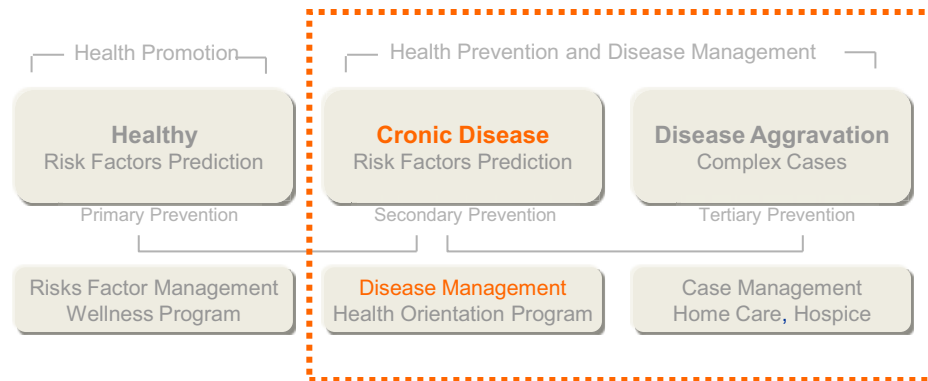 Health Promotion
Health Prevention and Disease Management
Healthy
Risk Factors Prediction
Cronic Disease
Risk Factors Prediction
Disease Aggravation
Complex Cases
Primary Prevention
Secondary Prevention
Tertiary Prevention
Risks Factor Management
Wellness Program
Disease Management
Health Orientation Program
Case Management
Home Care, Hospice